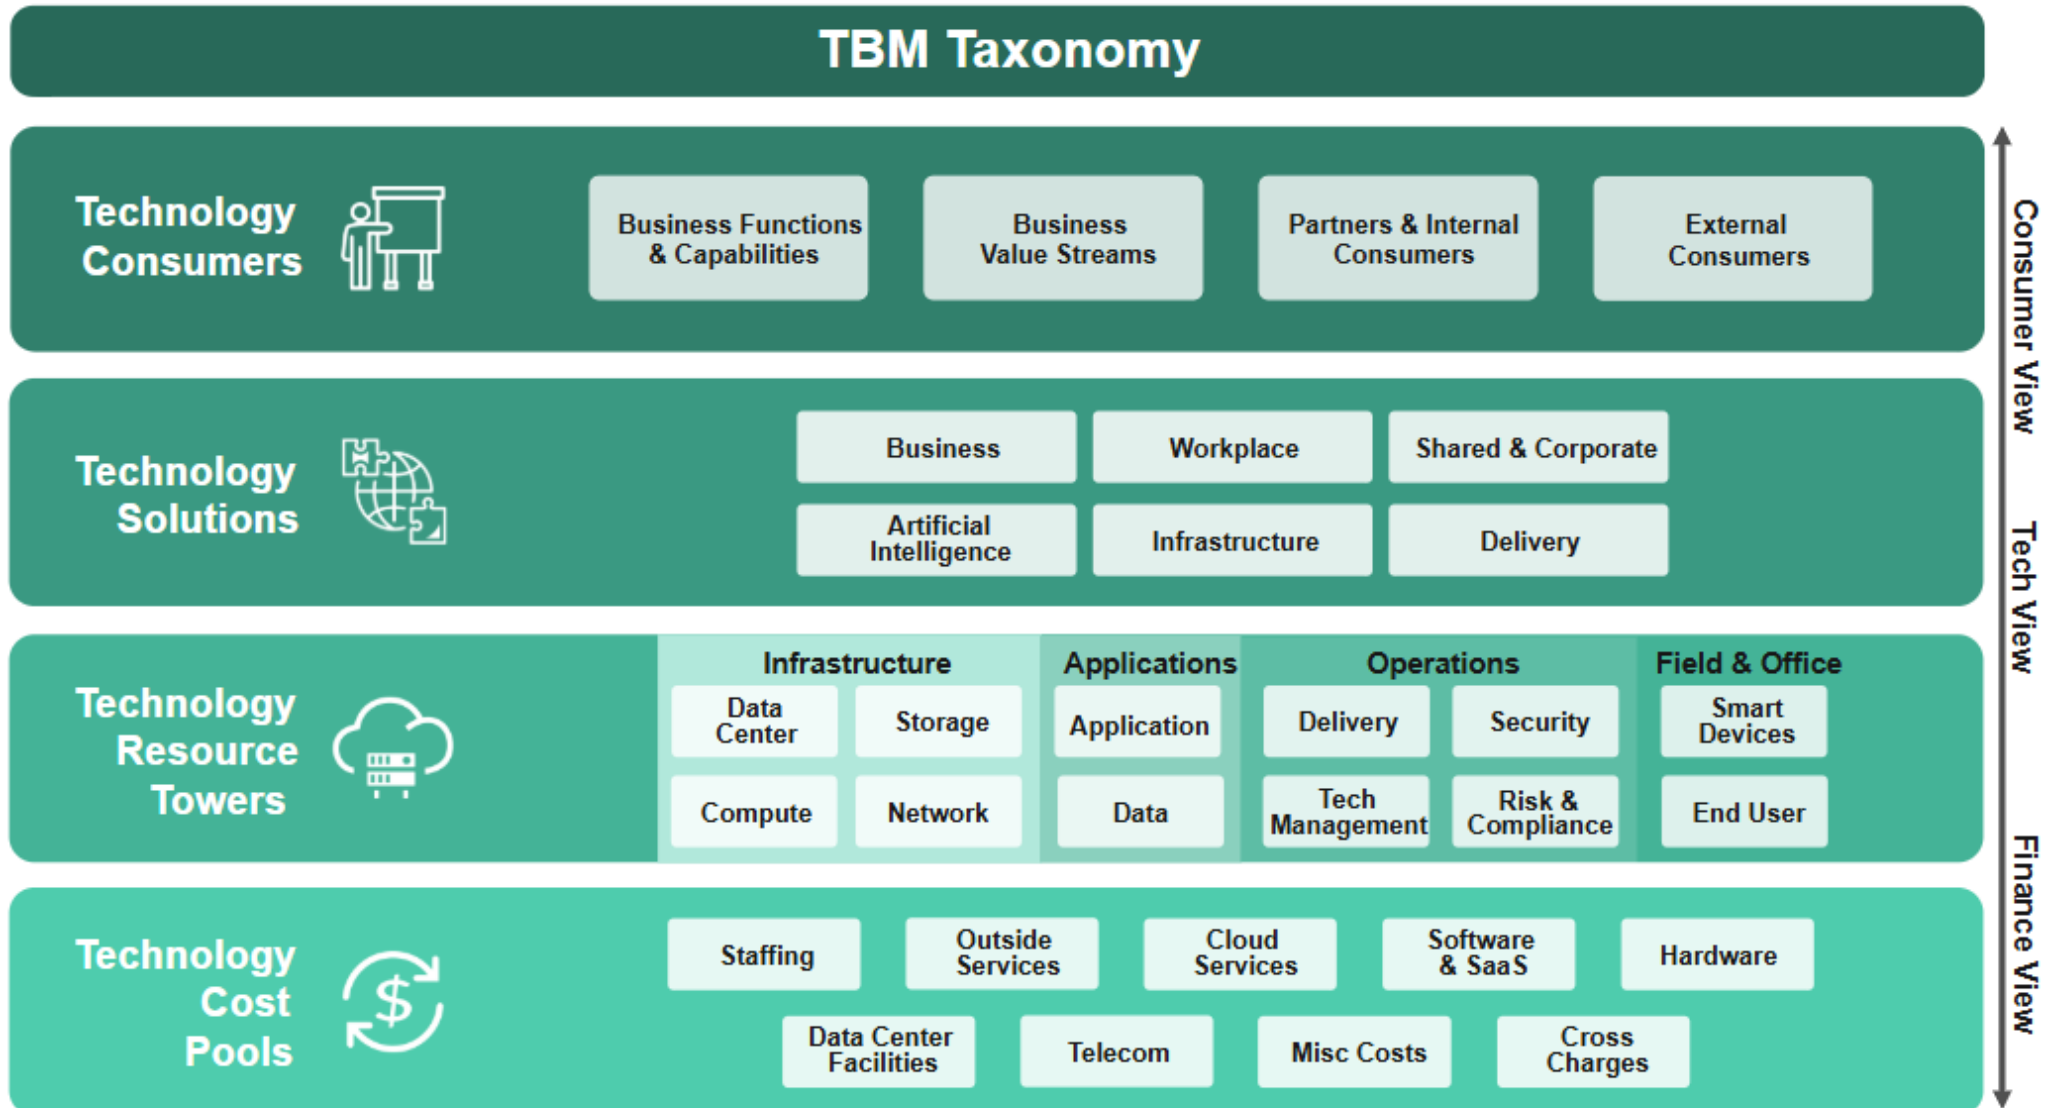 TBM Taxonomy
Technology
Consumers
Business Functions
& Capabilities
Business
Value Streams
Partners & Internal
Consumers
External
Consumers
Consumer View
Technology
Solutions
Business
Workplace
Shared & Corporate
Artificial
Intelligence
Infrastructure
Delivery
Tech View
Technology
Resource
Towers
Infrastructure
Data
Center
Storage
Compute
Network
Applications
Application
Data
Operations
Delivery
Security
Tech
Management
Risk &
Compliance
Field & Office
Smart
Devices
End User
Finance View
Technology
Cost
Pools
$
Staffing
Outside
Services
Cloud
Services
Software
& SaaS
Hardware
Data Center
Facilities
Telecom
Misc Costs
Cross
Charges